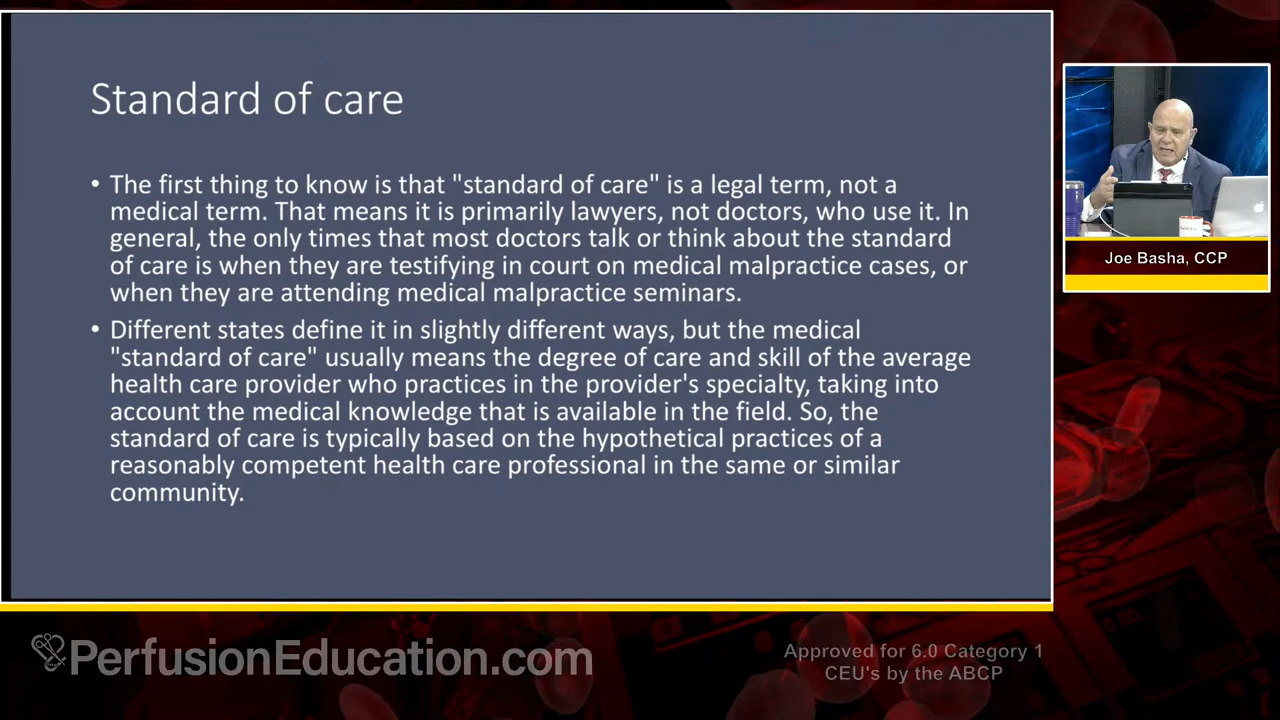 Standard of care
• The first thing to know is that "standard of care" is a legal term, not a
medical term. That means it is primarily lawyers, not doctors, who use it. In
general, the only times that most doctors talk or think about the standard
of care is when they are testifying in court on medical malpractice cases, or
when they are attending medical malpractice seminars.
• Different states define it in slightly different ways, but the medical
"standard of care" usually means the degree of care and skill of the average
health care provider who practices in the provider's specialty, taking into
account the medical knowledge that is available in the field. So, the
standard of care is typically based on the hypothetical practices of a
reasonably competent health care professional in the same or similar
community.
Joe Basha, CCP
PerfusionEducation.com
Approved for 6.0 Category 1
CEU's by the ABCP